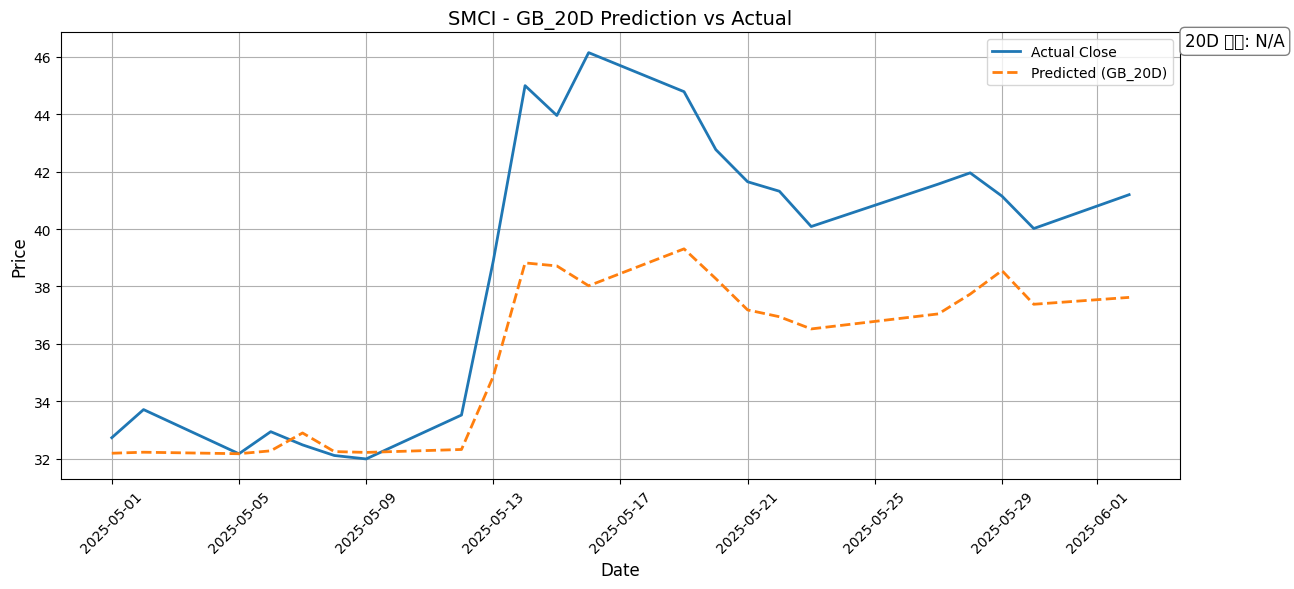 SMCI - GB_20D Prediction vs Actual
20D : N/A
Actual Close
Predicted (GB_20D)
Price
46
44
42
40
38
36
34
32
2025-05-01
2025-05-05
2025-05-09
2025-05-13
2025-05-17
2025-05-21
2025-05-25
2025-05-29
2025-06-01
Date